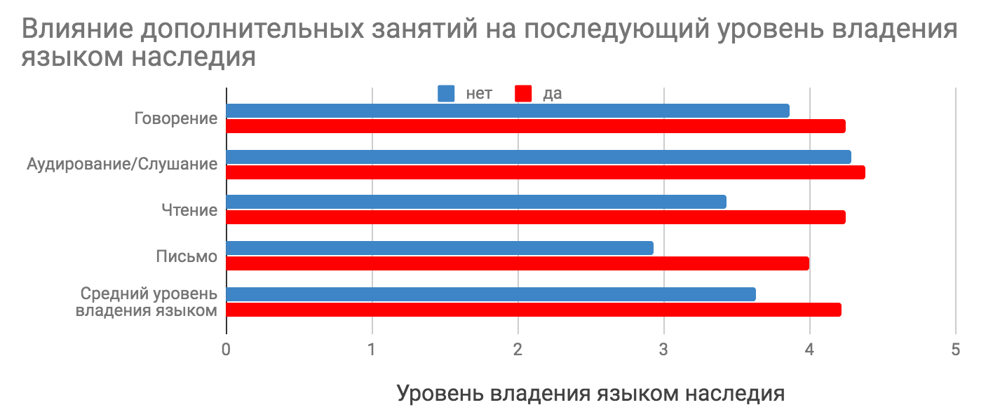 Влияние дополнительных занятий на последующий уровень владения
языком наследия
нет да
Говорение
Аудирование/Слушание
Чтение
Письмо
Средний уровень
владения языком
0 1 2 3 4 5
Уровень владения языком наследия